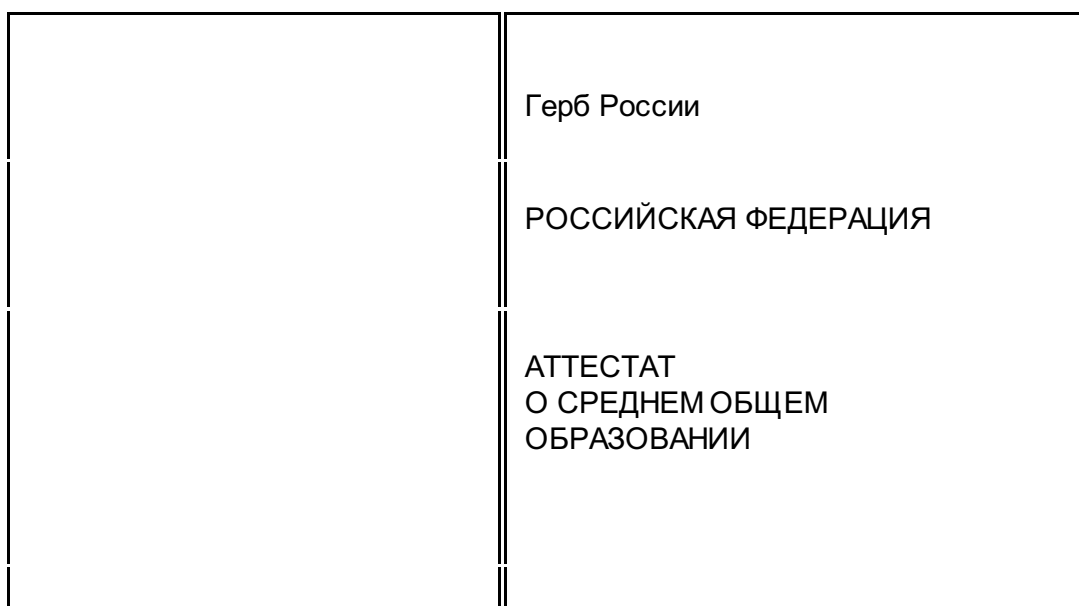 Герб России
РОССИЙСКАЯ ФЕДЕРАЦИЯ
АТТЕСТАТ
О СРЕДНЕМ ОБЩЕМ
ОБРАЗОВАНИИ